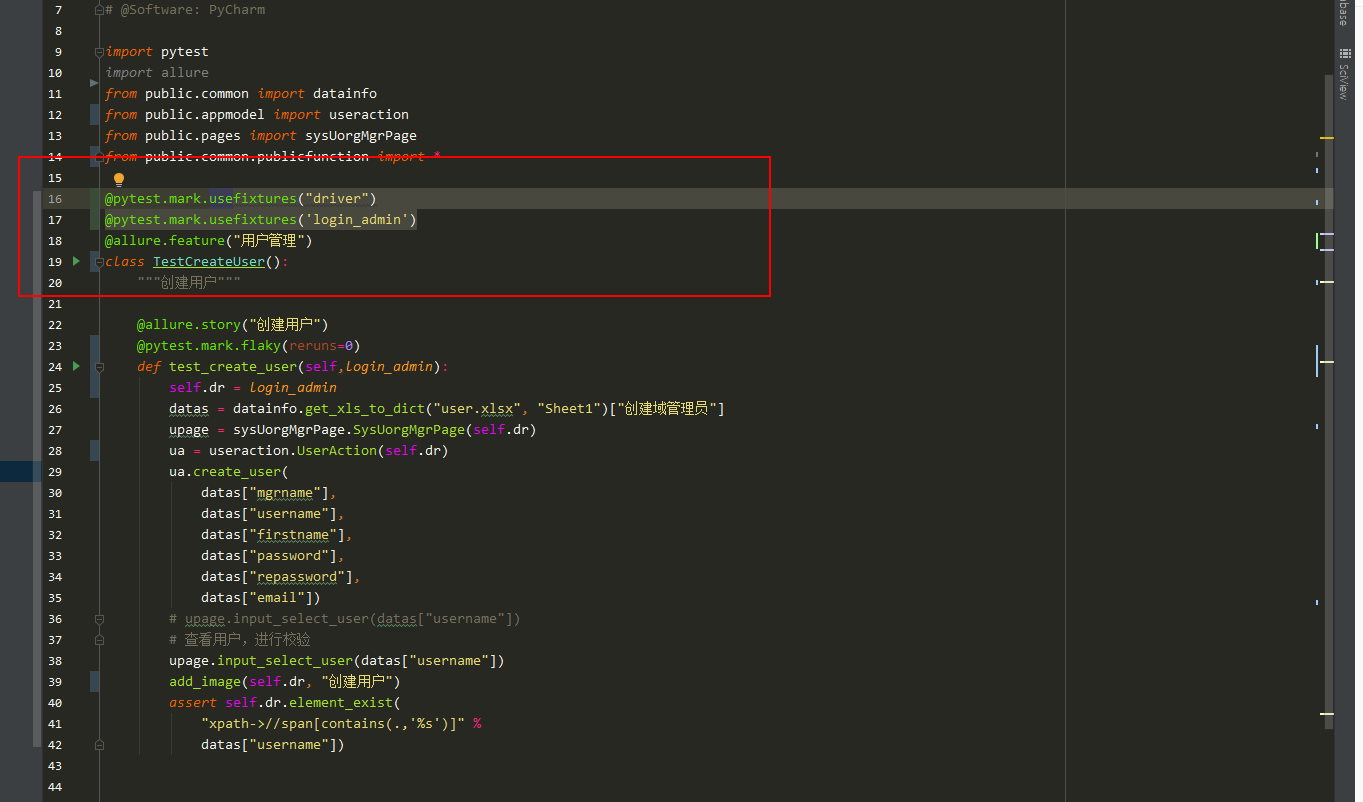 7 # @Software: PyCharm
8
9 import pytest
10 import allure
11 from public.common import datainfo
12 from public.appmodel import useraction
13 from public.pages import sysUorgMgrPage
14 from public.common.publicfunction import *
15
16 @pytest.mark.usefixtures("driver")
17 @pytest.mark.usefixtures('login_admin')
18 @allure.feature("用户管理")
19 class TestCreateUser():
20     """创建用户"""
21
22     @allure.story("创建用户")
23     @pytest.mark.flaky(reruns=0)
24     def test_create_user(self,login_admin):
25         self.dr = login_admin
26         datas = datainfo.get_xls_to_dict("user.xlsx", "Sheet1")["创建域管理员"]
27         upage = sysUorgMgrPage.SysUorgMgrPage(self.dr)
28         ua = useraction.UserAction(self.dr)
29         ua.create_user(
30             datas["mgrname"],
31             datas["username"],
32             datas["firstname"],
33             datas["password"],
34             datas["repassword"],
35             datas["email"])
36         # upage.input_select_user(datas["username"])
37         # 查看用户，进行校验
38         upage.input_select_user(datas["username"])
39         add_image(self.dr, "创建用户")
40         assert self.dr.element_exist(
41             "xpath->//span[contains(.,'%s')]" %
42             datas["username"])
43
44
SciView